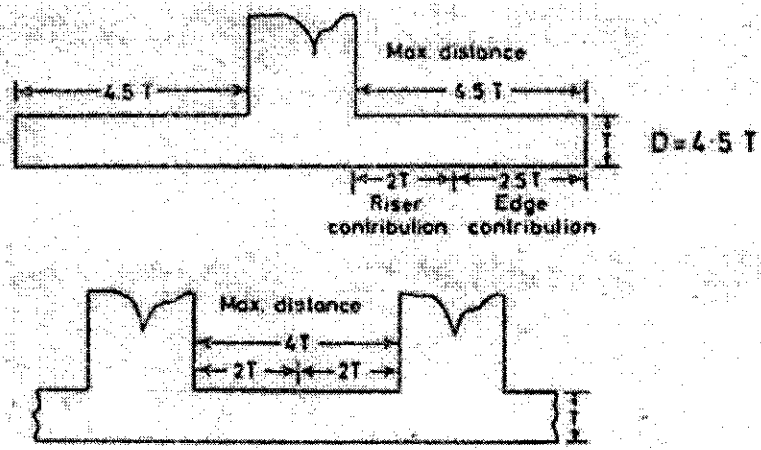 Max. distance
4.5 T 4.5 T
T D = 4.5 T
2T 2.5T
Riser Edge
contribution contribution
Max. distance
4T
2T 2T
T